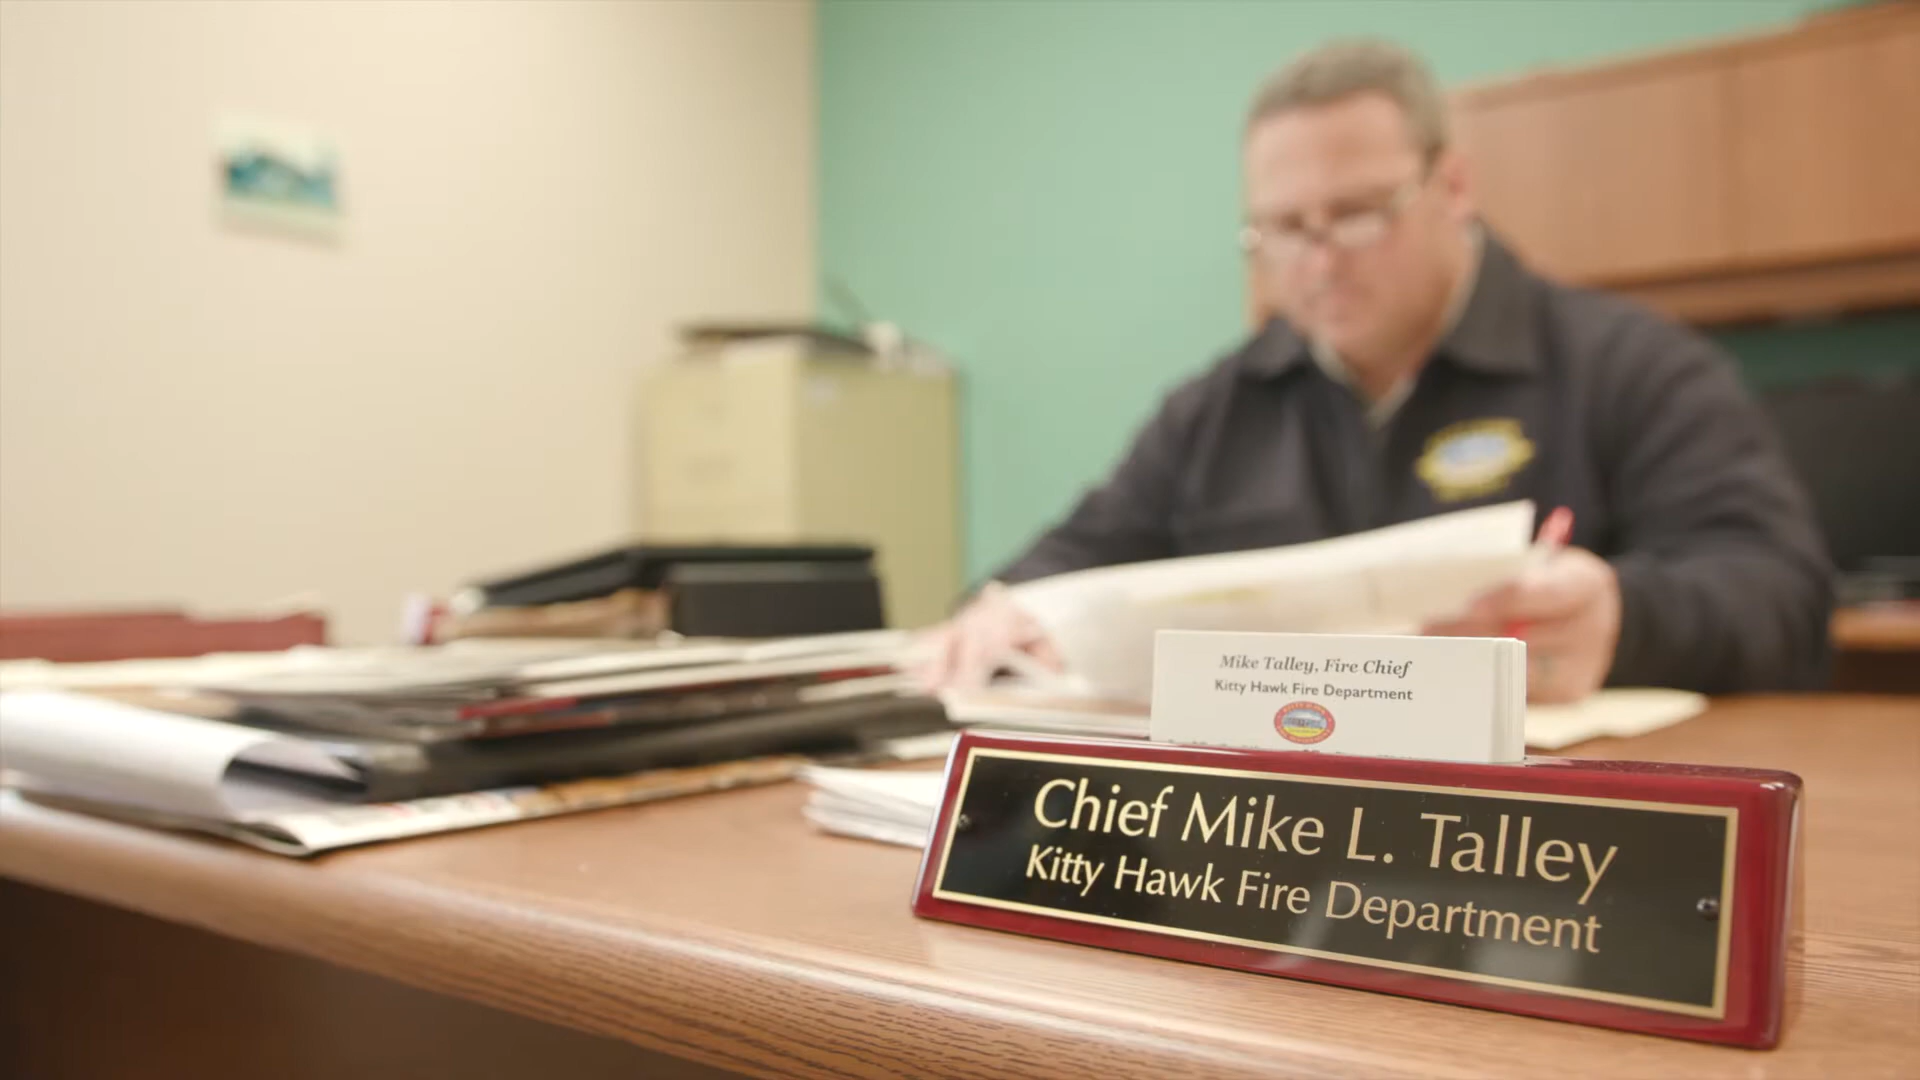 Mike Talley, Fire Chief
Kitty Hawk Fire Department
Chief Mike L. Talley
Kitty Hawk Fire Department